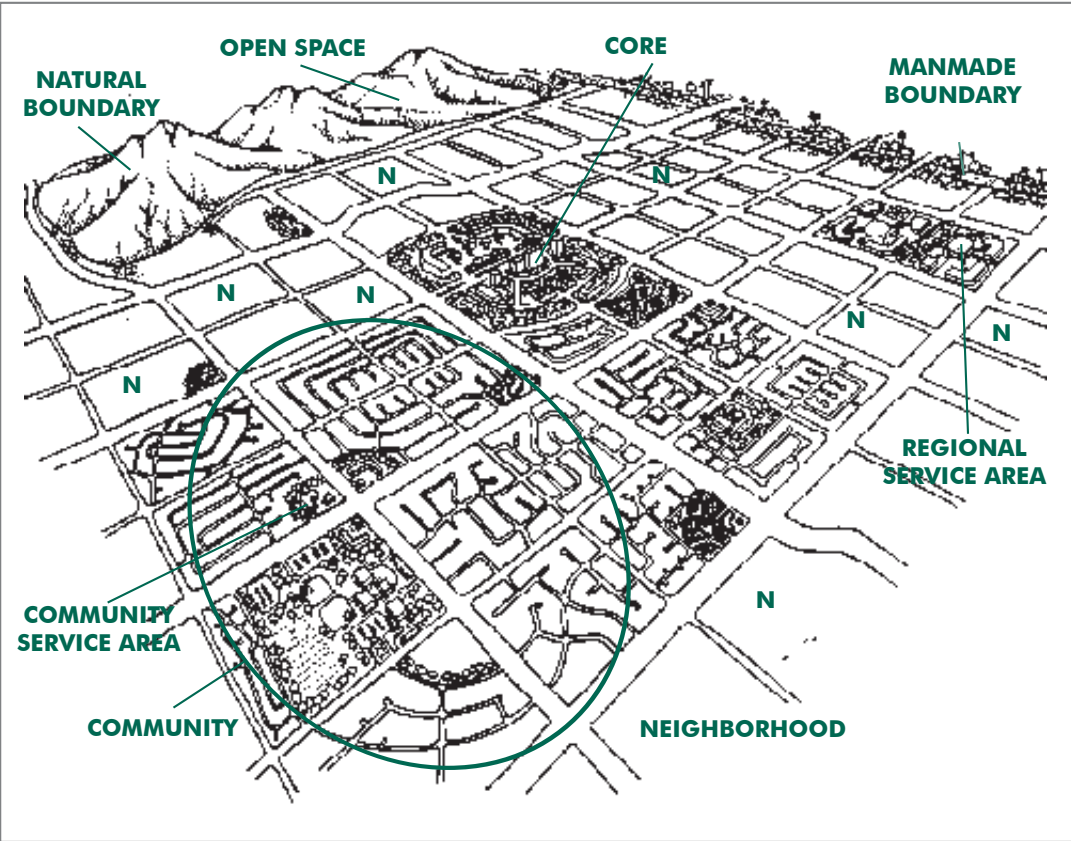 OPEN SPACE
CORE
NATURAL
BOUNDARY
MANMADE
BOUNDARY
N
N
N
N
N
N
N
REGIONAL
SERVICE AREA
N
COMMUNITY
SERVICE AREA
COMMUNITY
NEIGHBORHOOD